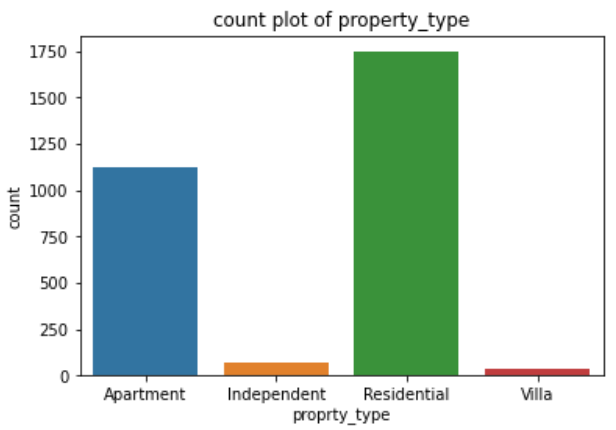 count plot of property_type
1750
1500
1250
1000
750
500
250
0
count
Apartment Independent Residential Villa
proprty_type